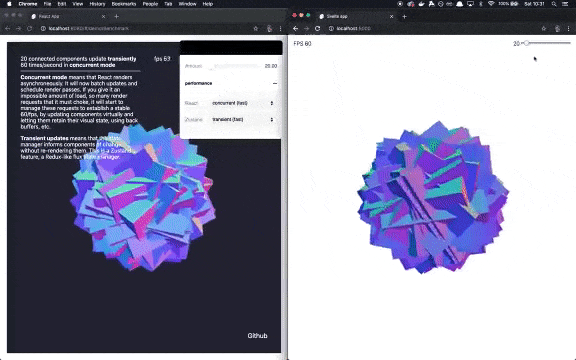 Chrome File Edit View History Bookmarks People Tab Window Help
100% Sat 10:31
React App
Svelte app
localhost
localhost:5000
20 connected components update transiently
60 times/second in concurrent mode
fps 63
Concurrent mode means that React renders
asynchronously. It will now batch updates and
schedule render passes. If you give it an
impossible amount of load, so many render
requests that it must choke, it will start to
manage these requests to establish a stable
60/fps, by updating components virtually and
letting them retain their visual state, using back
buffers, etc.
Transient updates means that the state
manager informs components of change
without re-rendering them. This is a Zustand
feature, a Redux-like flux state manager.
Amount
20.00
performance
React
concurrent (fast)
Zustand
transient (fast)
Github
FPS 60
20